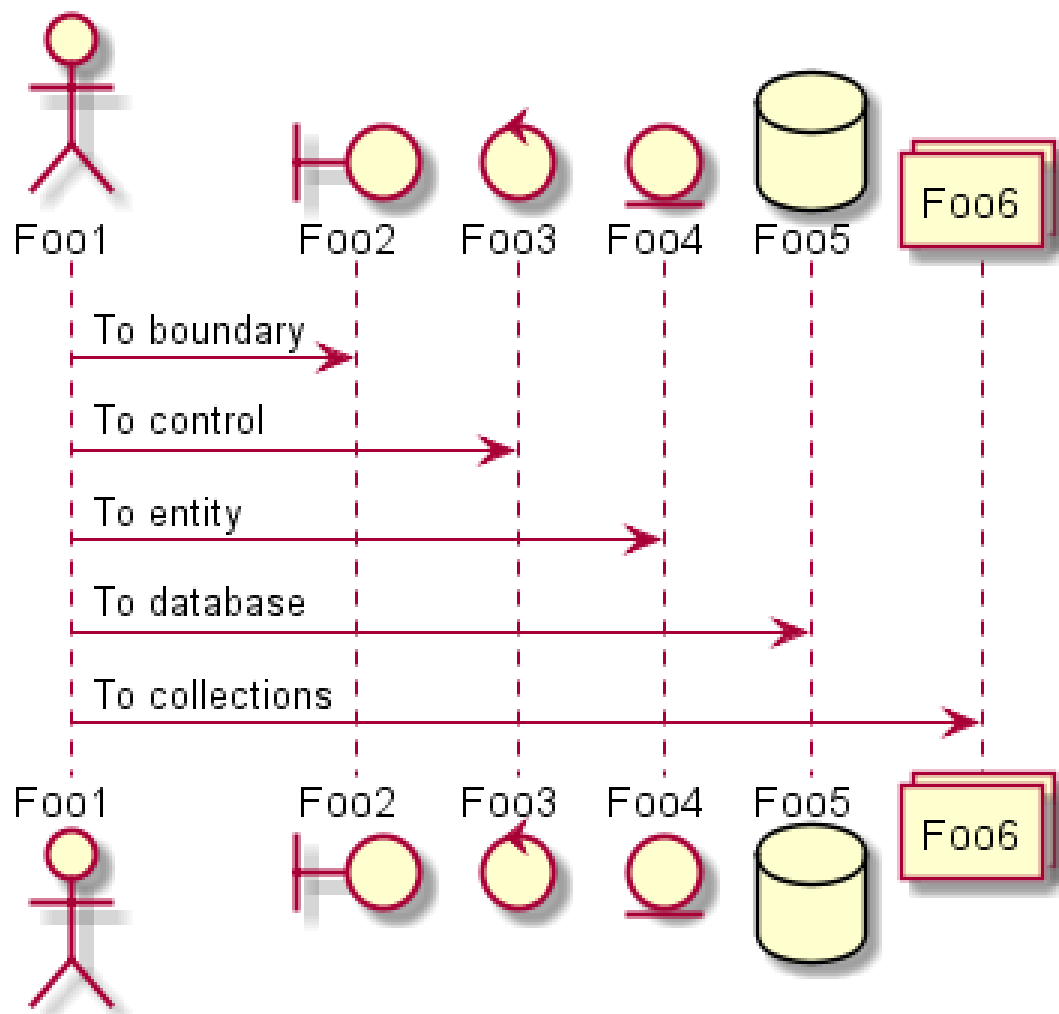 Foo1 Foo2 Foo3 Foo4 Foo5 Foo6
To boundary
To control
To entity
To database
To collections
Foo1 Foo2 Foo3 Foo4 Foo5 Foo6